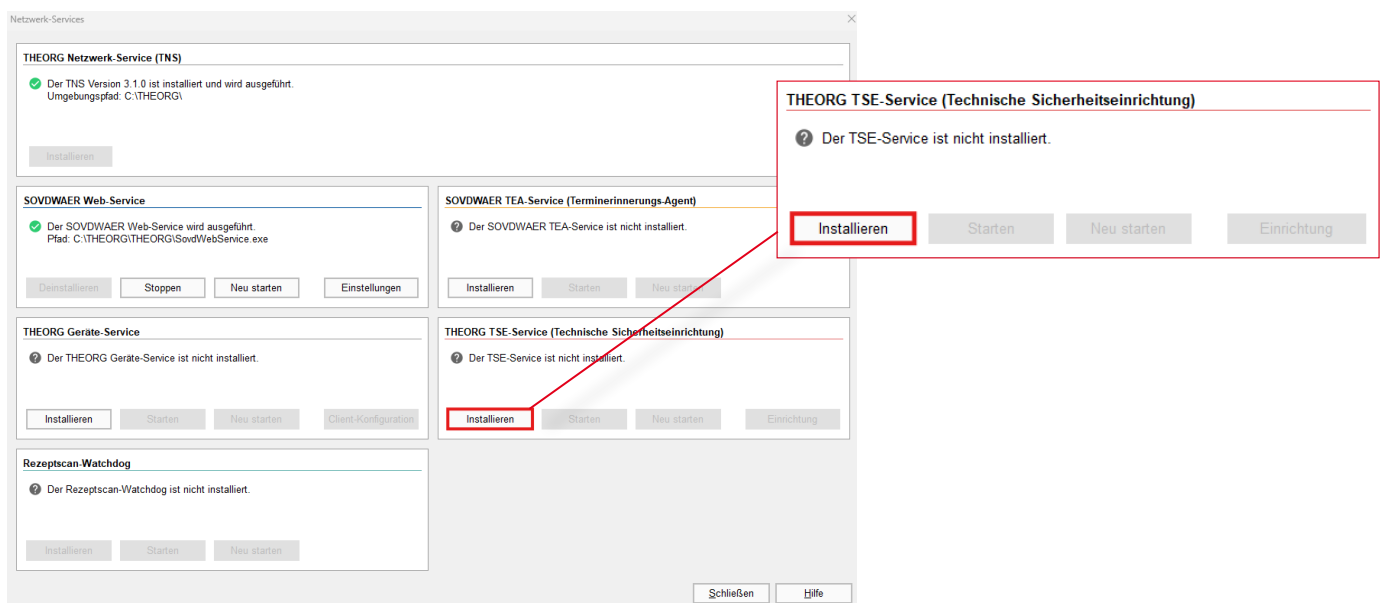 Netzwerk-Services
THEORG Netzwerk-Service (TNS)
Der TNS Version 3.1.0 ist installiert und wird ausgeführt.
Umgebungspfad: C:\THEORG\
Installieren
SOVDWAER Web-Service
Der SOVDWAER Web-Service wird ausgeführt.
Pfad: C:\THEORG\THEORG\SovdWebService.exe
Deinstallieren Stoppen Neu starten Einstellungen
SOVDWAER TEA-Service (Terminerinnerungs-Agent)
Der SOVDWAER TEA-Service ist nicht installiert.
Installieren Starten Neu starten
THEORG Geräte-Service
Der THEORG Geräte-Service ist nicht installiert.
Installieren Starten Neu starten Client-Konfiguration
THEORG TSE-Service (Technische Sicherheitseinrichtung)
Der TSE-Service ist nicht installiert.
Installieren Starten Neu starten Einrichtung
Rezeptscan-Watchdog
Der Rezeptscan-Watchdog ist nicht installiert.
Installieren Starten Neu starten
Schließen Hilfe
THEORG TSE-Service (Technische Sicherheitseinrichtung)
Der TSE-Service ist nicht installiert.
Installieren Starten Neu starten Einrichtung